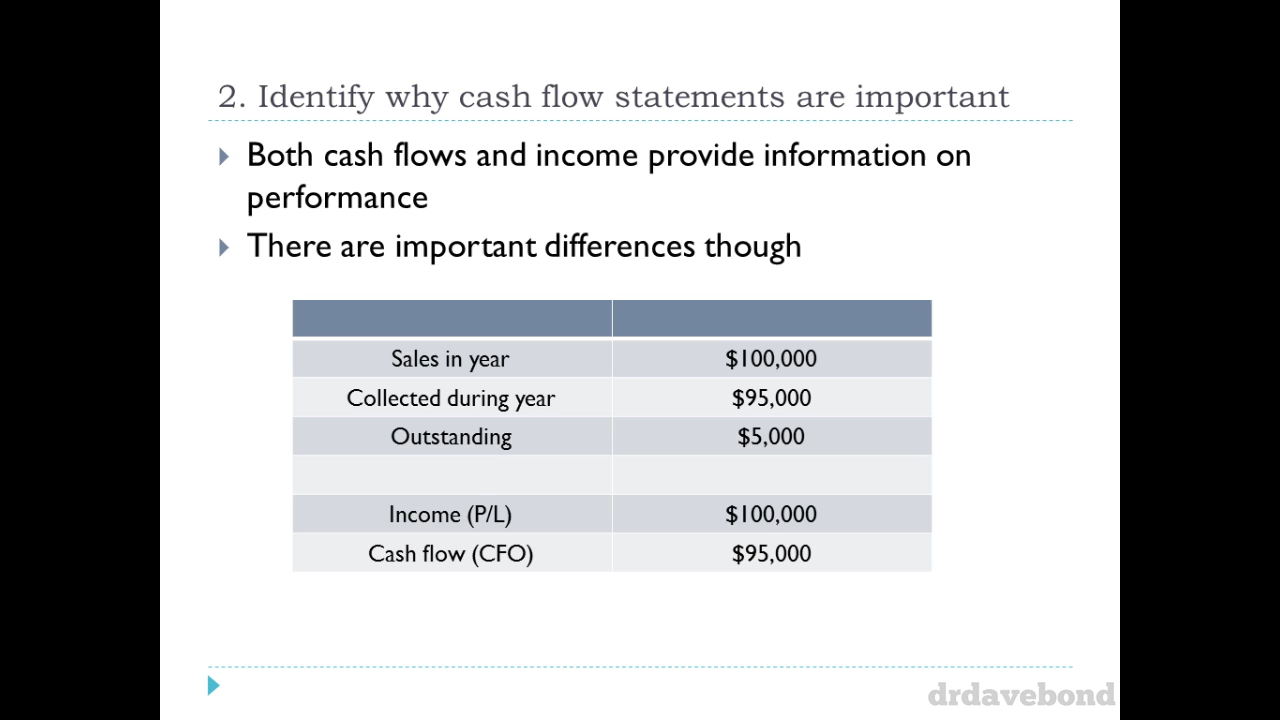 2. Identify why cash flow statements are important
Both cash flows and income provide information on
performance
There are important differences though
Sales in year $100,000
Collected during year $95,000
Outstanding $5,000
Income (P/L) $100,000
Cash flow (CFO) $95,000
drdavebond